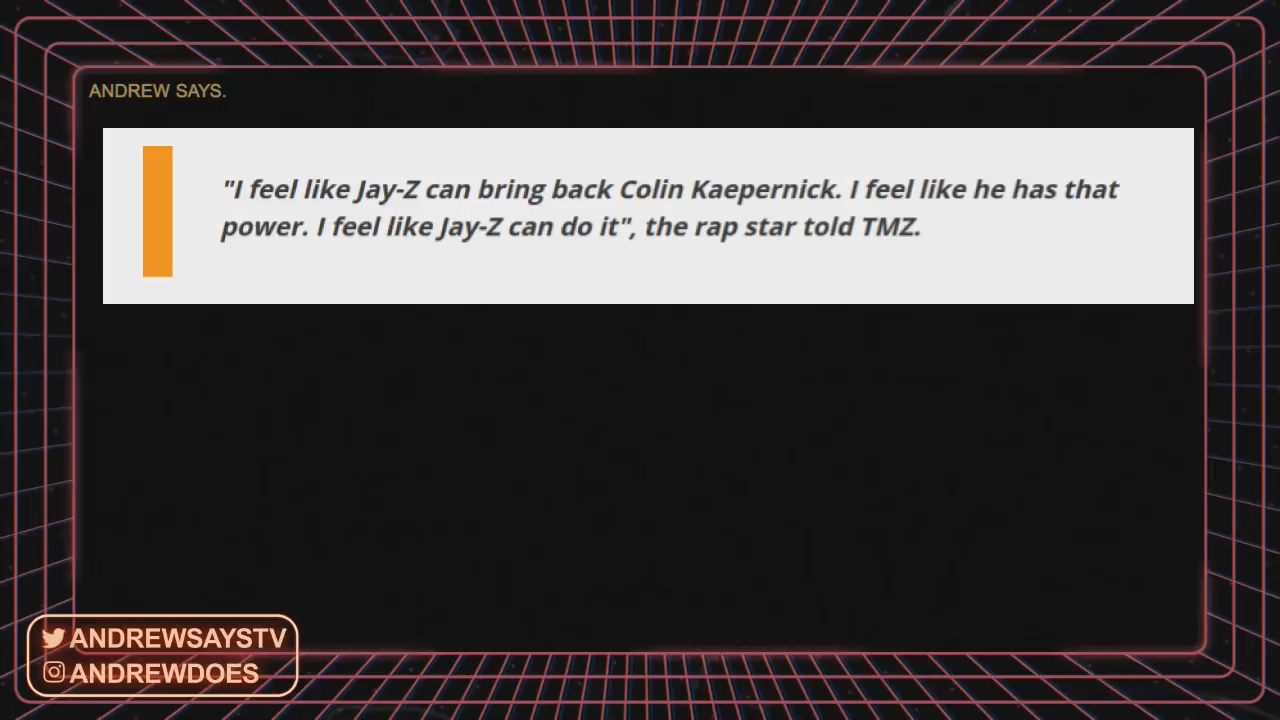 ANDREW SAYS.
"I feel like Jay-Z can bring back Colin Kaepernick. I feel like he has that
power. I feel like Jay-Z can do it", the rap star told TMZ.
ANDREWSAYSTV
ANDREWDOES